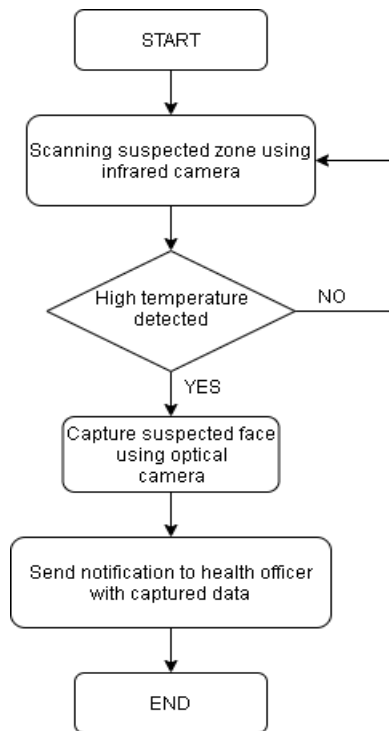 START
Scanning suspected zone using
infrared camera
High temperature
detected
NO
YES
Capture suspected face
using optical
camera
Send notification to health officer
with captured data
END